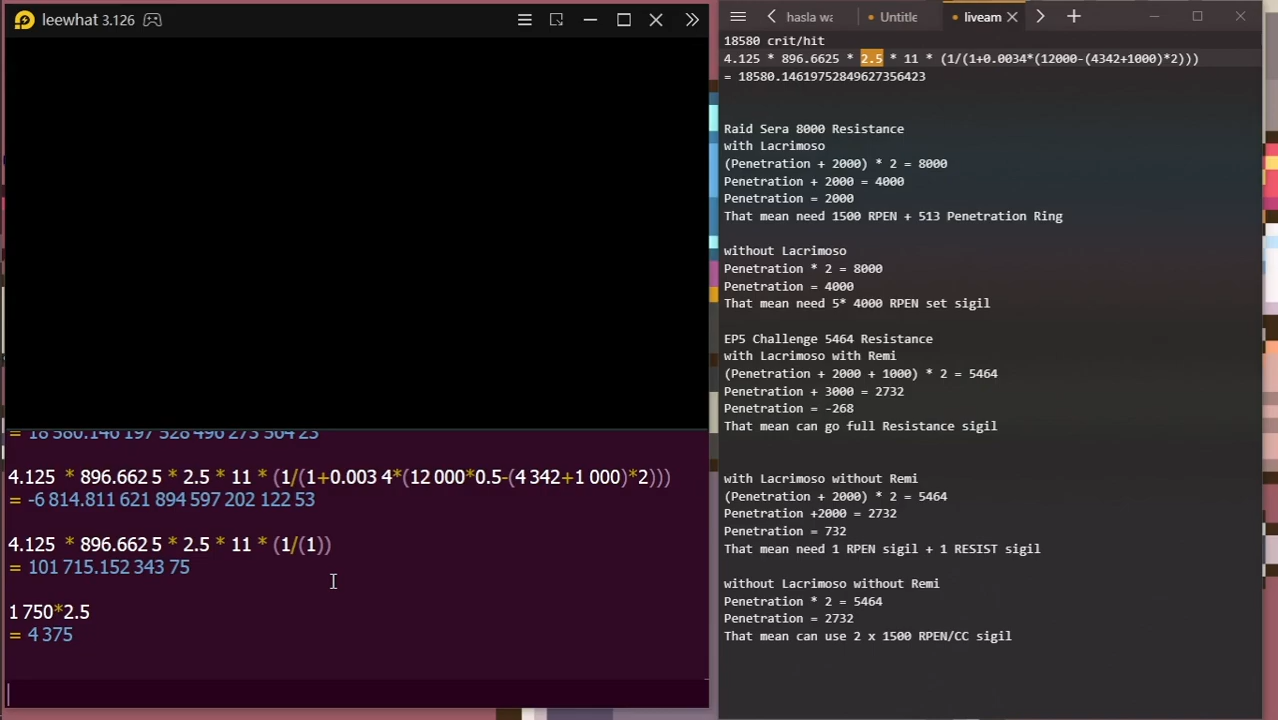 leewhat 3.126
= 18 580.146 197 528 496 273 564 23
4.125 * 896.662 5 * 2.5 * 11 * (1/(1+0.003 4*(12 000*0.5-(4 342+1 000)*2)))
= -6 814.811 621 894 597 202 122 53
4.125 * 896.662 5 * 2.5 * 11 * (1/(1))
= 101 715.152 343 75
1 750*2.5
= 4 375
hasla wa
Untitle
liveam
18580 crit/hit
4.125 * 896.6625 * 2.5 * 11 * (1/(1+0.0034*(12000-(4342+1000)*2)))
= 18580.14619752849627356423
Raid Sera 8000 Resistance
with Lacrimoso
(Penetration + 2000) * 2 = 8000
Penetration + 2000 = 4000
Penetration = 2000
That mean need 1500 RPEN + 513 Penetration Ring
without Lacrimoso
Penetration * 2 = 8000
Penetration = 4000
That mean need 5* 4000 RPEN set sigil
EP5 Challenge 5464 Resistance
with Lacrimoso with Remi
(Penetration + 2000 + 1000) * 2 = 5464
Penetration + 3000 = 2732
Penetration = -268
That mean can go full Resistance sigil
with Lacrimoso without Remi
(Penetration + 2000) * 2 = 5464
Penetration +2000 = 2732
Penetration = 732
That mean need 1 RPEN sigil + 1 RESIST sigil
without Lacrimoso without Remi
Penetration * 2 = 5464
Penetration = 2732
That mean can use 2 x 1500 RPEN/CC sigil